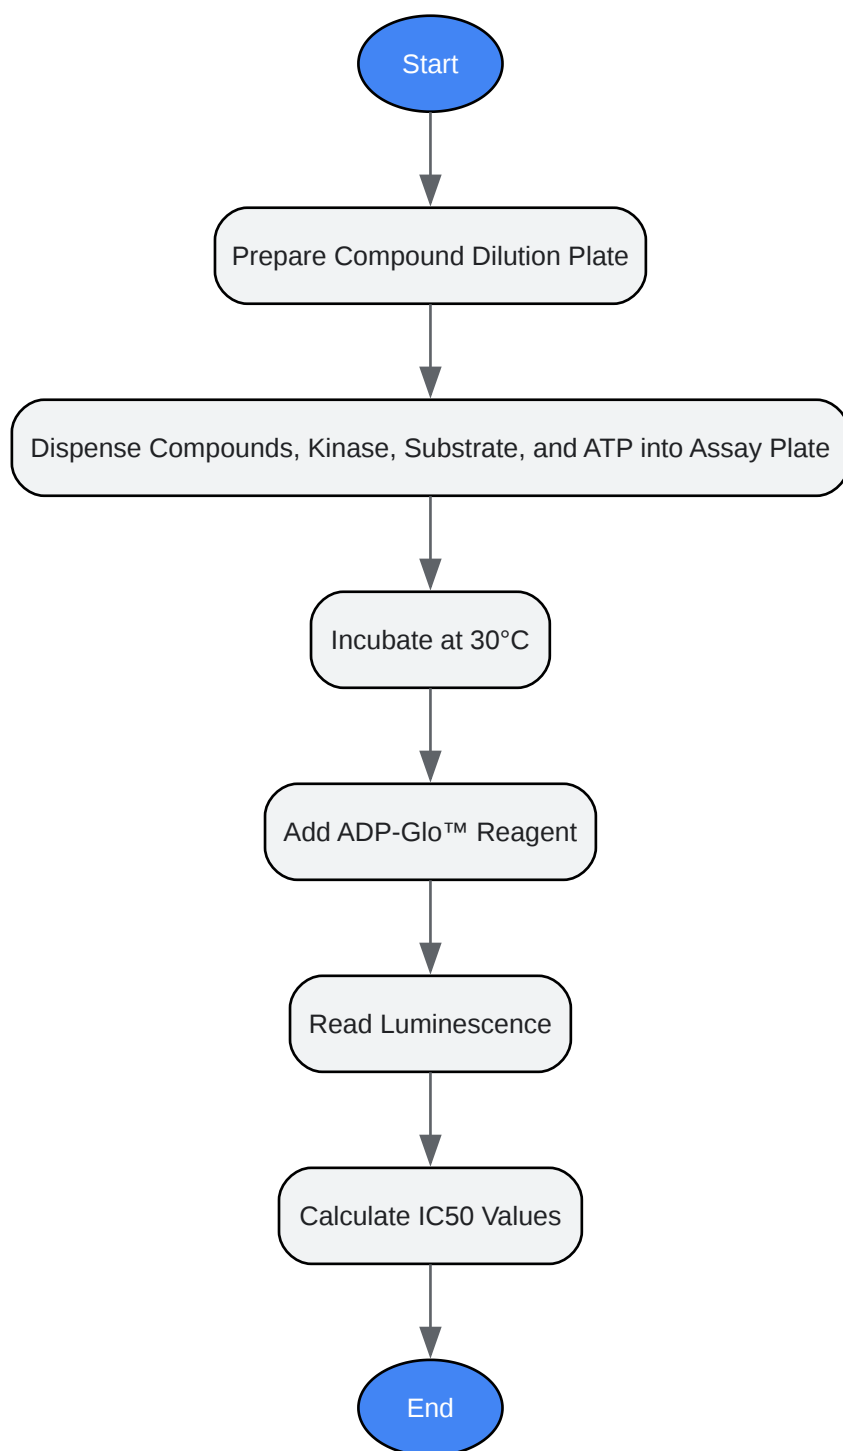 Start
Prepare Compound Dilution Plate
Dispense Compounds, Kinase, Substrate, and ATP into Assay Plate
Incubate at 30°C
Add ADP-Glo™ Reagent
Read Luminescence
Calculate IC50 Values
End